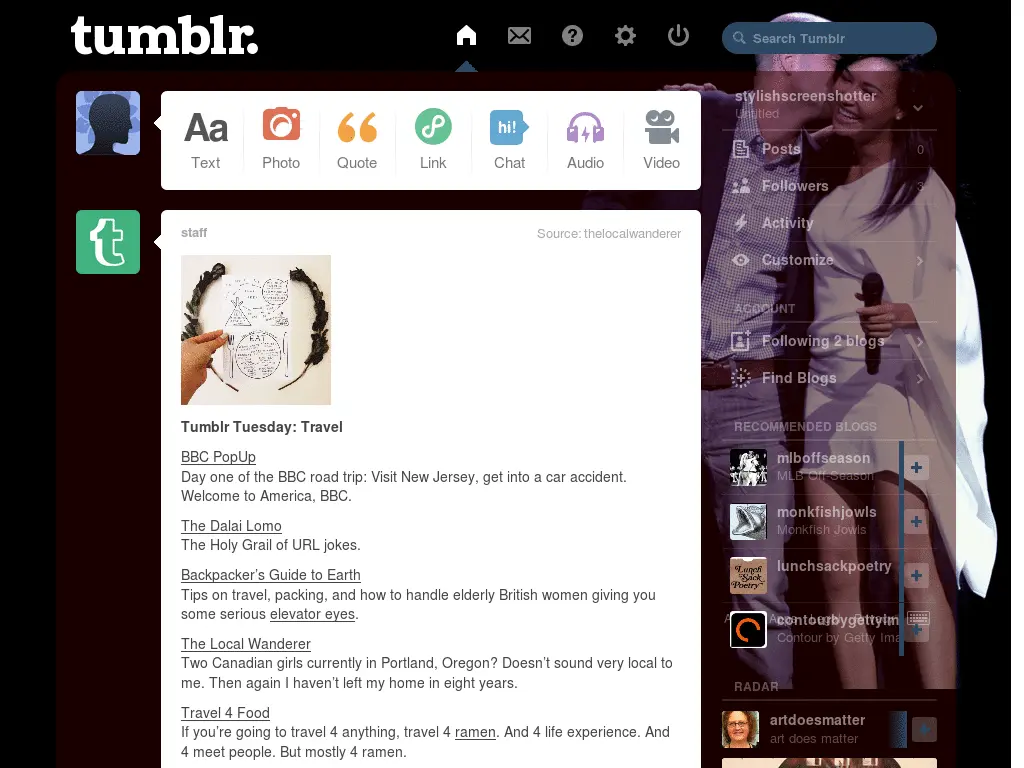 tumblr.
Search Tumblr
Aa
Text
Photo
Quote
Link
hi!
Chat
Audio
Video
staff
Source: thelocalwanderer
EAT
Tumblr Tuesday: Travel
BBC PopUp
Day one of the BBC road trip: Visit New Jersey, get into a car accident.
Welcome to America, BBC.
The Dalai Lomo
The Holy Grail of URL jokes.
Backpacker’s Guide to Earth
Tips on travel, packing, and how to handle elderly British women giving you
some serious elevator eyes.
The Local Wanderer
Two Canadian girls currently in Portland, Oregon? Doesn’t sound very local to
me. Then again I haven’t left my home in eight years.
Travel 4 Food
If you’re going to travel 4 anything, travel 4 ramen. And 4 life experience. And
4 meet people. But mostly 4 ramen.
stylishscreenshotter
Untitled
Posts 0
Followers 3
Activity
Customize
ACCOUNT
Following 2 blogs
Find Blogs
RECOMMENDED BLOGS
mlboffseason
MLB Off-Season
monkfishjowls
Monkfish Jowls
Lunch
Sack
Poetry
lunchsackpoetry
contourbygettyim
Contour by Getty Ima
RADAR
artdoesmatter
art does matter